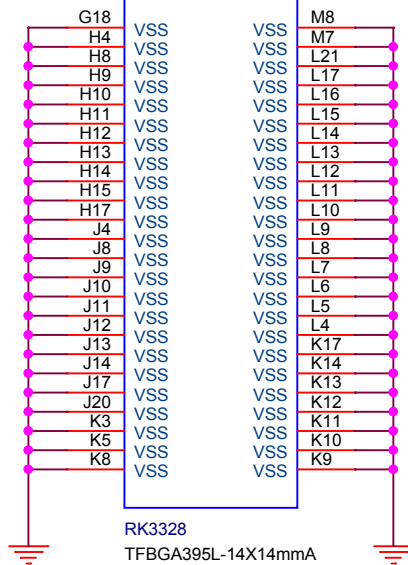 G18 VSS VSS M8
H4 VSS VSS M7
H8 VSS VSS L21
H9 VSS VSS L17
H10 VSS VSS L16
H11 VSS VSS L15
H12 VSS VSS L14
H13 VSS VSS L13
H14 VSS VSS L12
H15 VSS VSS L11
H17 VSS VSS L10
J4 VSS VSS L9
J8 VSS VSS L8
J9 VSS VSS L7
J10 VSS VSS L6
J11 VSS VSS L5
J12 VSS VSS L4
J13 VSS VSS K17
J14 VSS VSS K14
J17 VSS VSS K13
J20 VSS VSS K12
K3 VSS VSS K11
K5 VSS VSS K10
K8 VSS VSS K9
RK3328
TFBGA395L-14X14mmA